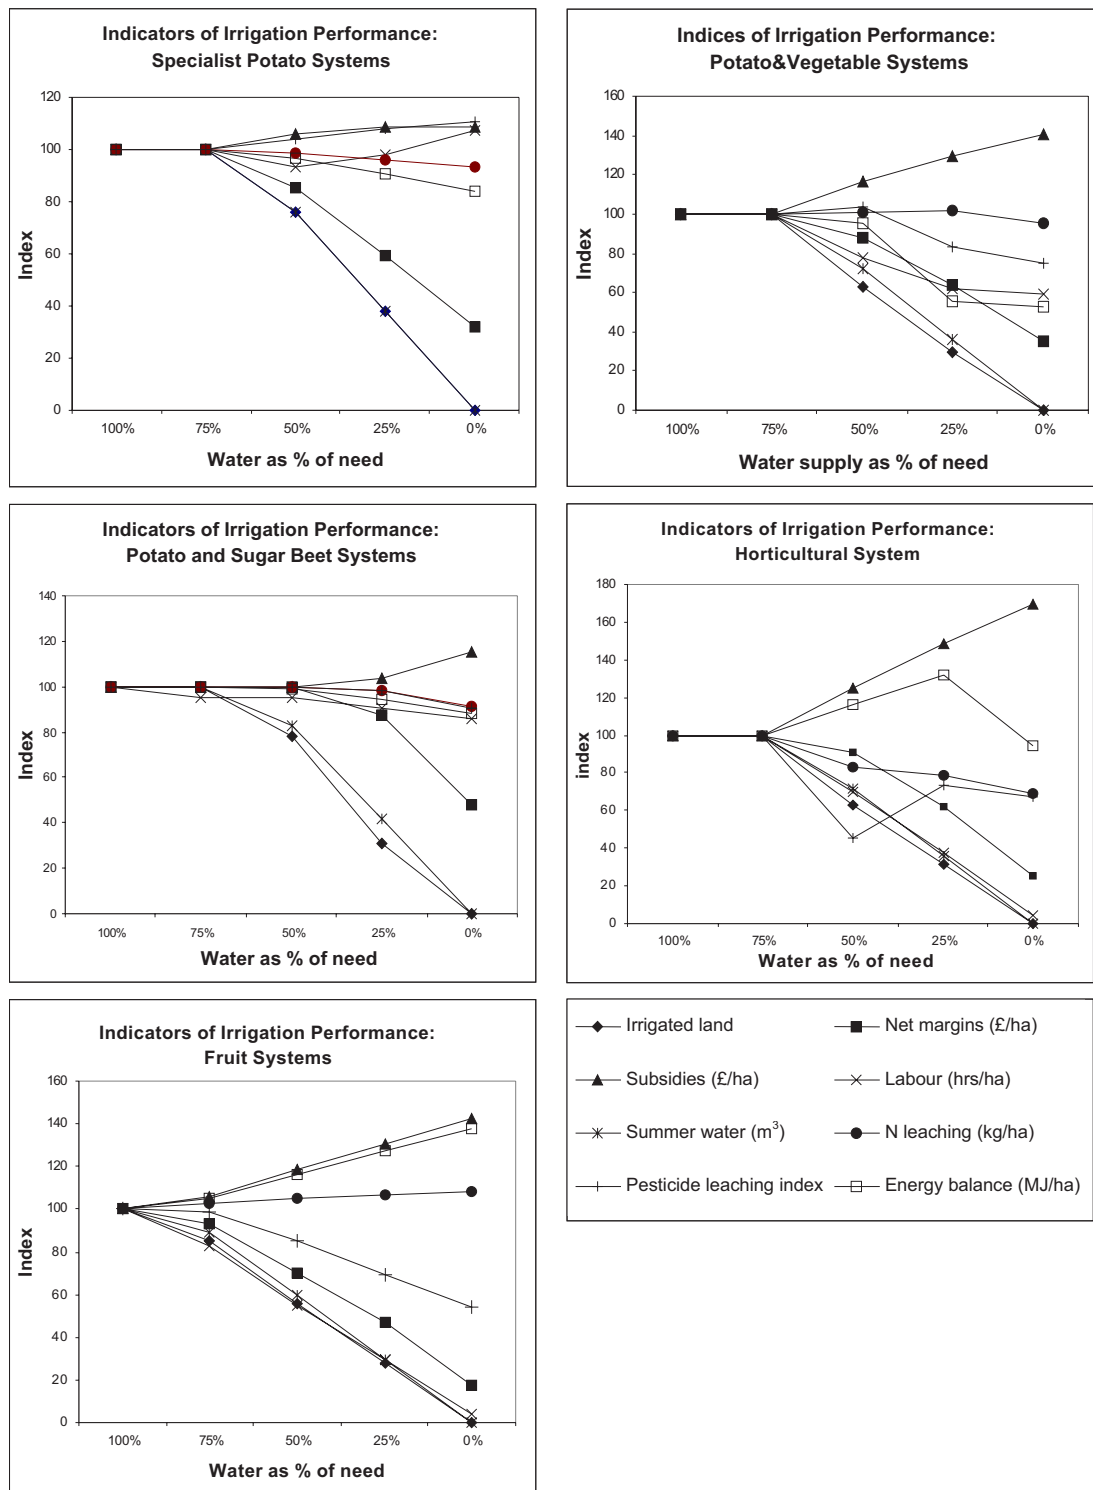 Indicators of Irrigation Performance:
Specialist Potato Systems
120
100
80
60
40
20
0
Index
100% 75% 50% 25% 0%
Water as % of need
Indices of Irrigation Performance:
Potato&Vegetable Systems
160
140
120
100
80
60
40
20
0
Index
100% 75% 50% 25% 0%
Water supply as % of need
Indicators of Irrigation Performance:
Potato and Sugar Beet Systems
140
120
100
80
60
40
20
0
Index
100% 75% 50% 25% 0%
Water as % of need
Indicators of Irrigation Performance:
Horticultural System
180
160
140
120
100
80
60
40
20
0
index
100% 75% 50% 25% 0%
Water as % of need
Indicators of Irrigation Performance:
Fruit Systems
160
140
120
100
80
60
40
20
0
Index
100% 75% 50% 25% 0%
Water as % of need
Irrigated land Net margins (£/ha)
Subsidies (£/ha) Labour (hrs/ha)
Summer water (m³) N leaching (kg/ha)
Pesticide leaching index Energy balance (MJ/ha)